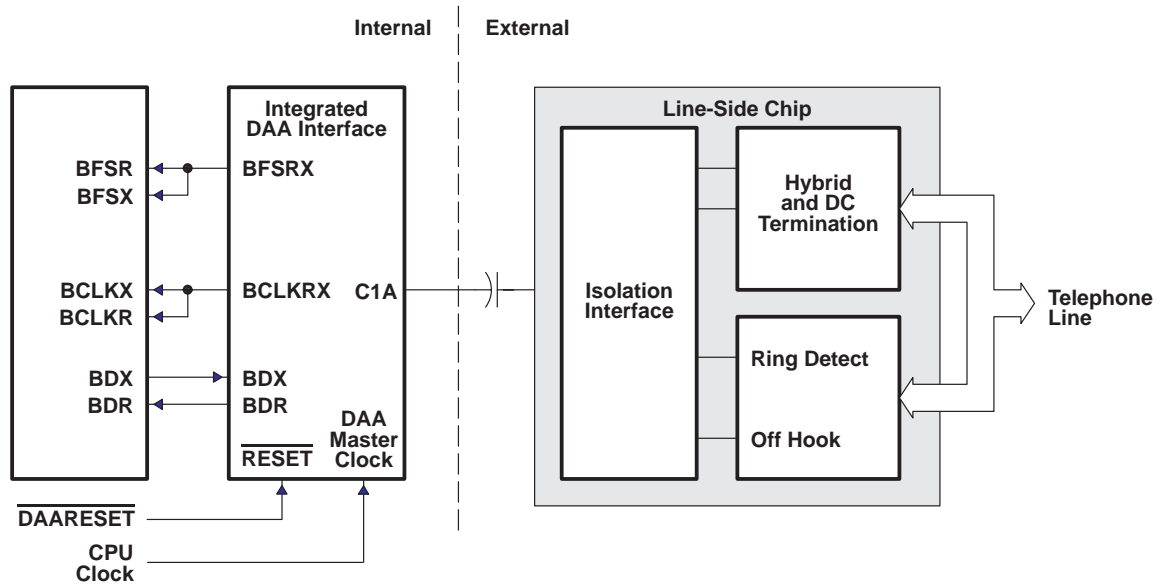 Internal
External
Integrated
DAA Interface
Line-Side Chip
BFSR
BFSX
BFSRX
Hybrid
and DC
Termination
BCLKX
BCLKR
BCLKRX
C1A
Isolation
Interface
Telephone
Line
BDX
BDR
BDX
BDR
Ring Detect
DAA
Master
Clock
RESET
Off Hook
DAARESET
CPU
Clock